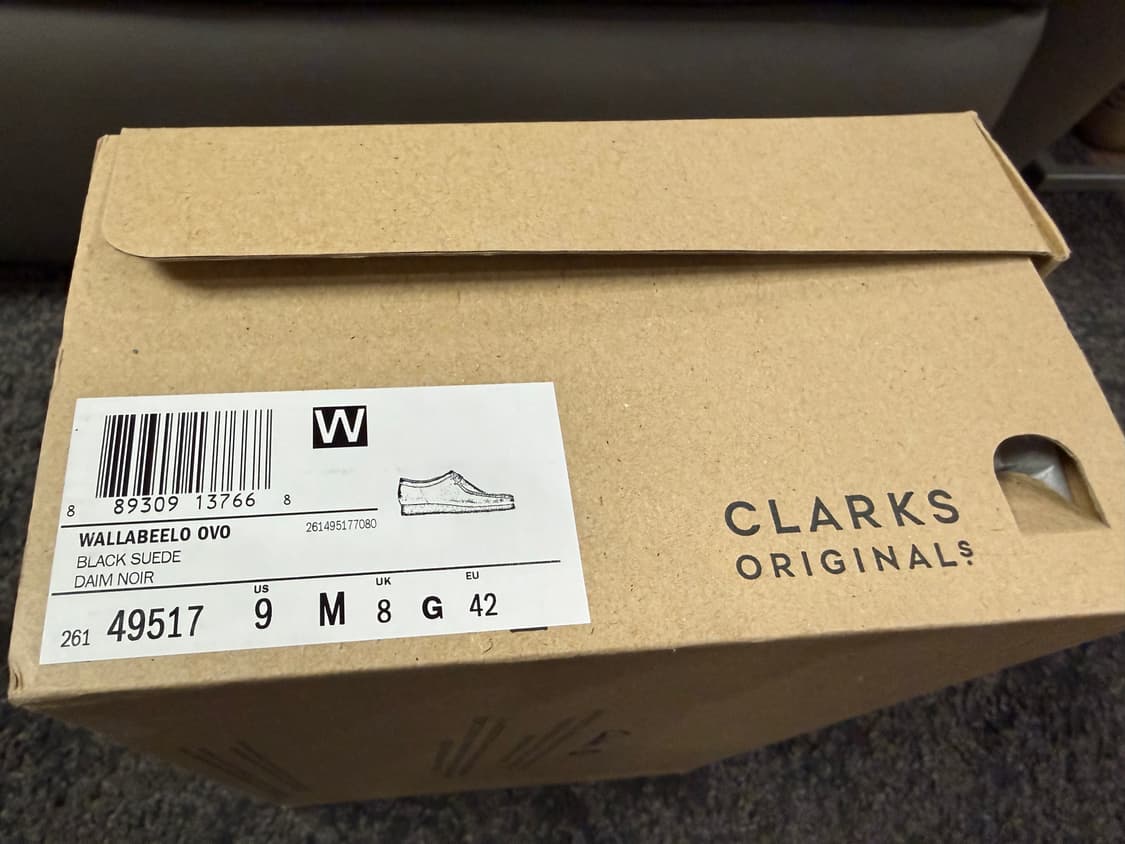 W
8 89309 13766 8
261495177080
WALLABEELO OVO
BLACK SUEDE
DAIM NOIR
US UK EU
261 49517 9 M 8 G 42
CLARKS
ORIGINALS.